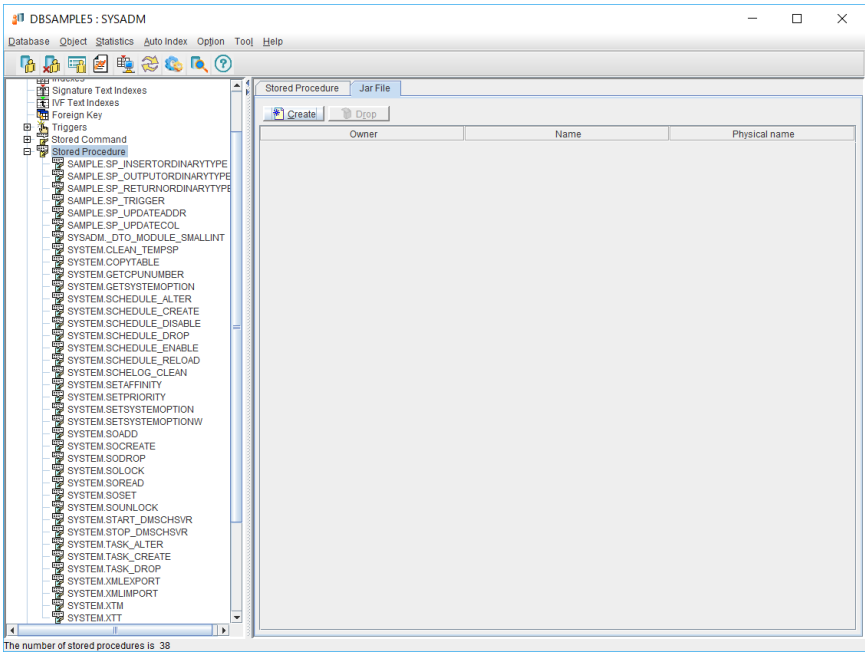 DBSAMPLE5 : SYSADM
Database Object Statistics Auto Index Option Tool Help
Indexes
Signature Text Indexes
IVF Text Indexes
Foreign Key
Triggers
Stored Command
Stored Procedure
SAMPLE.SP_INSERTORDINARYTYPE
SAMPLE.SP_OUTPUTORDINARYTYPE
SAMPLE.SP_RETURNORDINARYTYPE
SAMPLE.SP_TRIGGER
SAMPLE.SP_UPDATEADDR
SAMPLE.SP_UPDATECOL
SYSADM._DTO_MODULE_SMALLINT
SYSTEM.CLEAN_TEMPSP
SYSTEM.COPYTABLE
SYSTEM.GETCPUNUMBER
SYSTEM.GETSYSTEMOPTION
SYSTEM.SCHEDULE_ALTER
SYSTEM.SCHEDULE_CREATE
SYSTEM.SCHEDULE_DISABLE
SYSTEM.SCHEDULE_DROP
SYSTEM.SCHEDULE_ENABLE
SYSTEM.SCHEDULE_RELOAD
SYSTEM.SCHELOG_CLEAN
SYSTEM.SETAFFINITY
SYSTEM.SETPRIORITY
SYSTEM.SETSYSTEMOPTION
SYSTEM.SETSYSTEMOPTIONW
SYSTEM.SOADD
SYSTEM.SOCREATE
SYSTEM.SODROP
SYSTEM.SOLOCK
SYSTEM.SOREAD
SYSTEM.SOSET
SYSTEM.SOUNLOCK
SYSTEM.START_DMSCHSVR
SYSTEM.STOP_DMSCHSVR
SYSTEM.TASK_ALTER
SYSTEM.TASK_CREATE
SYSTEM.TASK_DROP
SYSTEM.XMLEXPORT
SYSTEM.XMLIMPORT
SYSTEM.XTM
SYSTEM.XTT
Stored Procedure Jar File
Create Drop
Owner Name Physical name
The number of stored procedures is 38